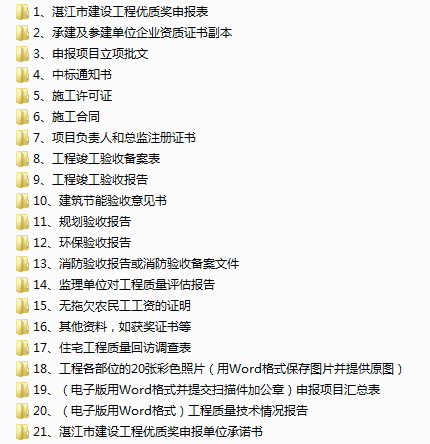 1、湛江市建设工程优质奖申报表
2、承建及参建单位企业资质证书副本
3、申报项目立项批文
4、中标通知书
5、施工许可证
6、施工合同
7、项目负责人和总监注册证书
8、工程竣工验收备案表
9、工程竣工验收报告
10、建筑节能验收意见书
11、规划验收报告
12、环保验收报告
13、消防验收报告或消防验收备案文件
14、监理单位对工程质量评估报告
15、无拖欠农民工工资的证明
16、其他资料，如获奖证书等
17、住宅工程质量回访调查表
18、工程各部位的20张彩色照片（用Word格式保存图片并提供原图）
19、（电子版用Word格式并提交扫描件加公章）申报项目汇总表
20、（电子版用Word格式）工程质量技术情况报告
21、湛江市建设工程优质奖申报单位承诺书